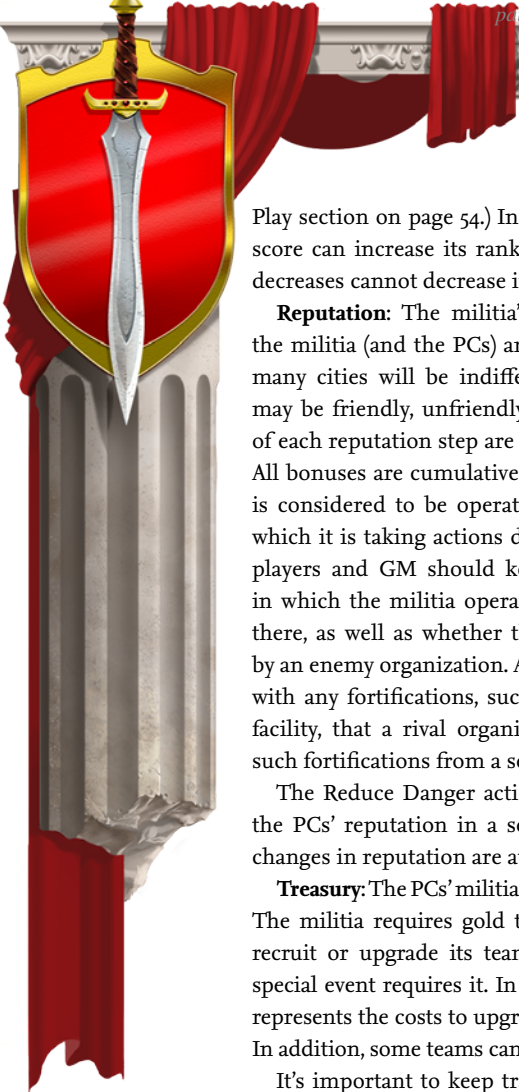 Play section on page 54.) In
score can increase its rank
decreases cannot decrease i
Reputation: The militia’
the militia (and the PCs) ar
many cities will be indiffe
may be friendly, unfriendly
of each reputation step are
All bonuses are cumulative
is considered to be operat
which it is taking actions d
players and GM should ke
in which the militia opera
there, as well as whether t
by an enemy organization. A
with any fortifications, suc
facility, that a rival organi
such fortifications from a se
The Reduce Danger acti
the PCs’ reputation in a se
changes in reputation are a
Treasury: The PCs’ militia
The militia requires gold t
recruit or upgrade its tear
special event requires it. In
represents the costs to upgr
In addition, some teams can
It’s important to keep tr